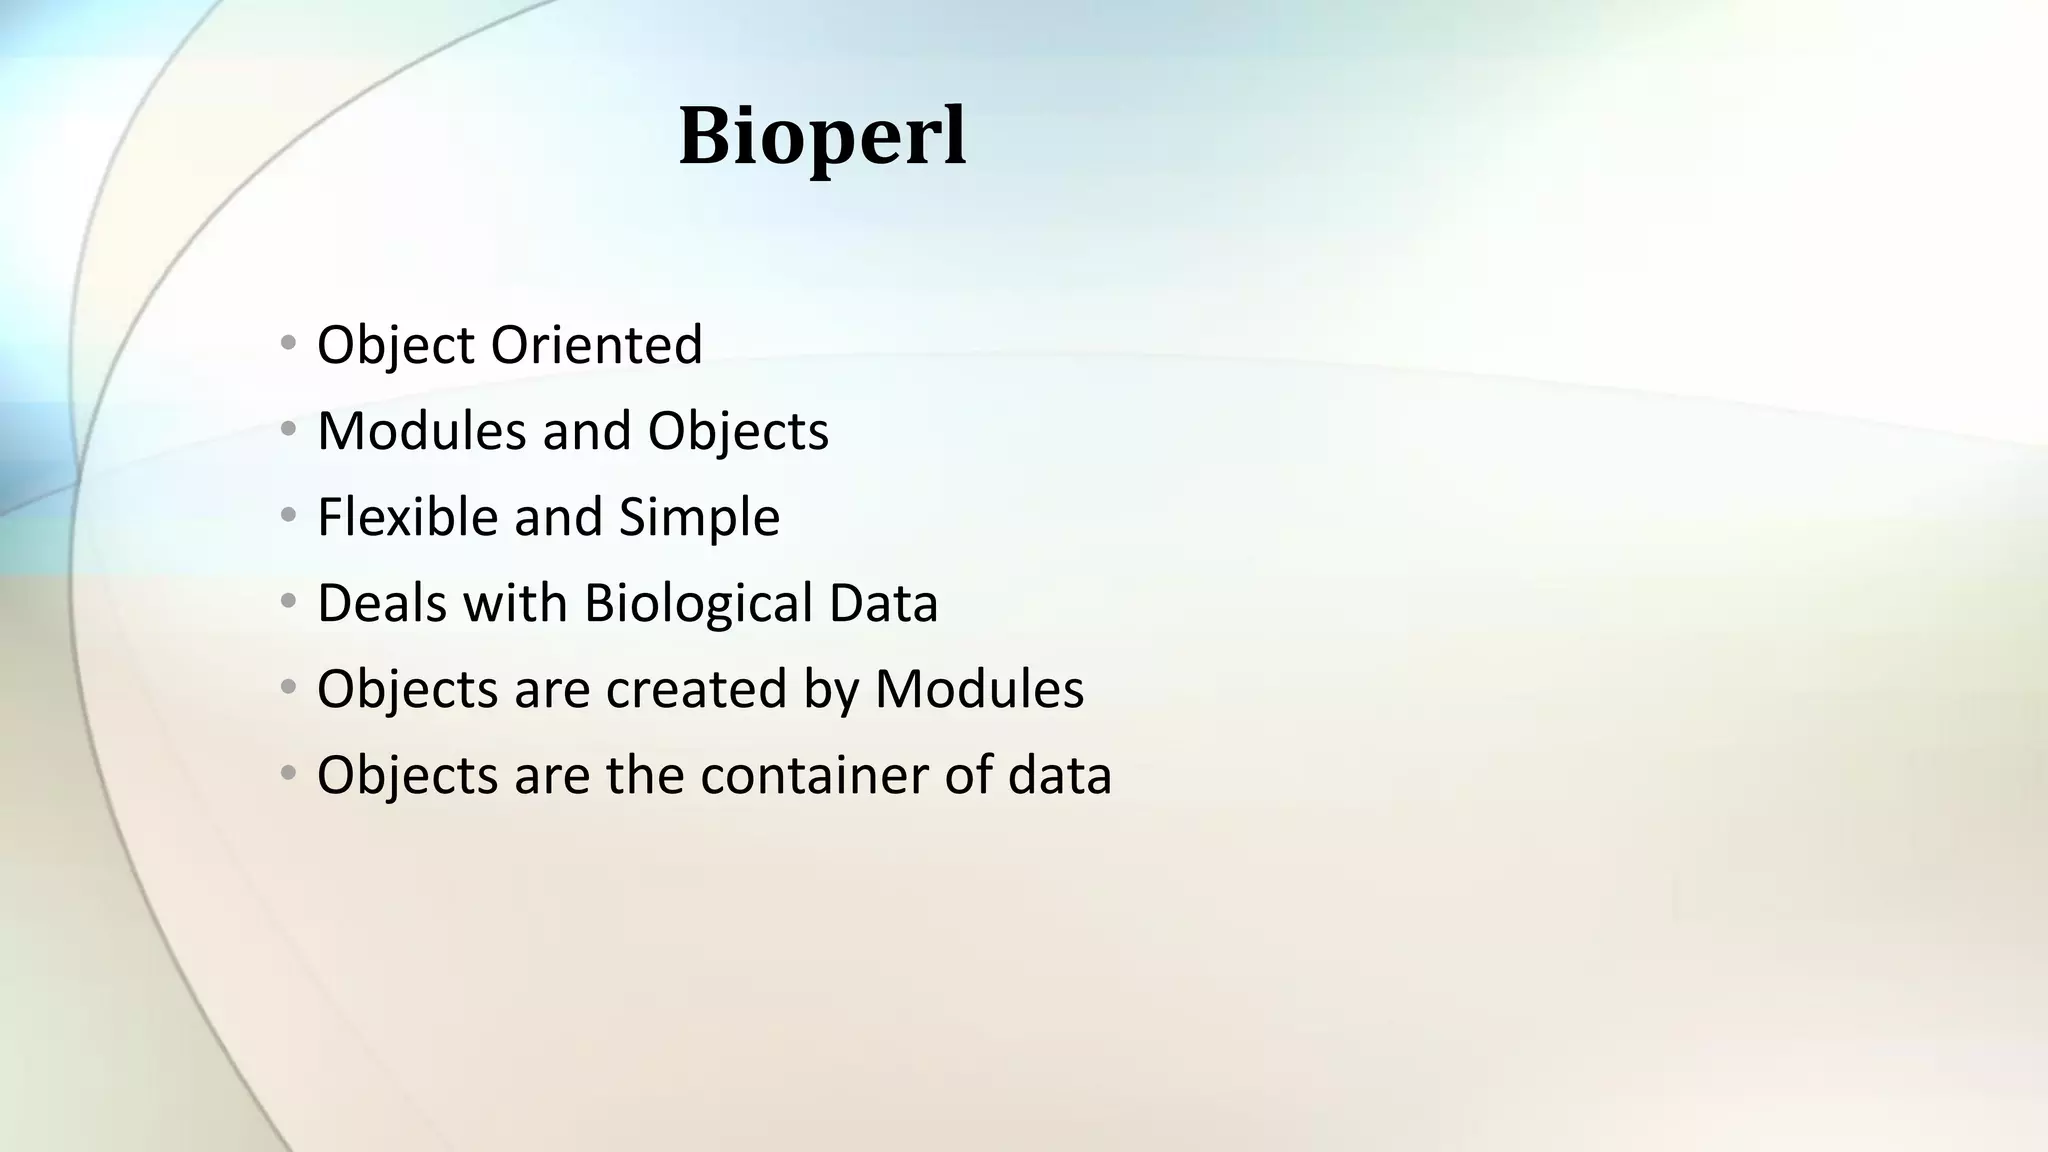 Bioperl
• Object Oriented
• Modules and Objects
• Flexible and Simple
• Deals with Biological Data
• Objects are created by Modules
• Objects are the container of data